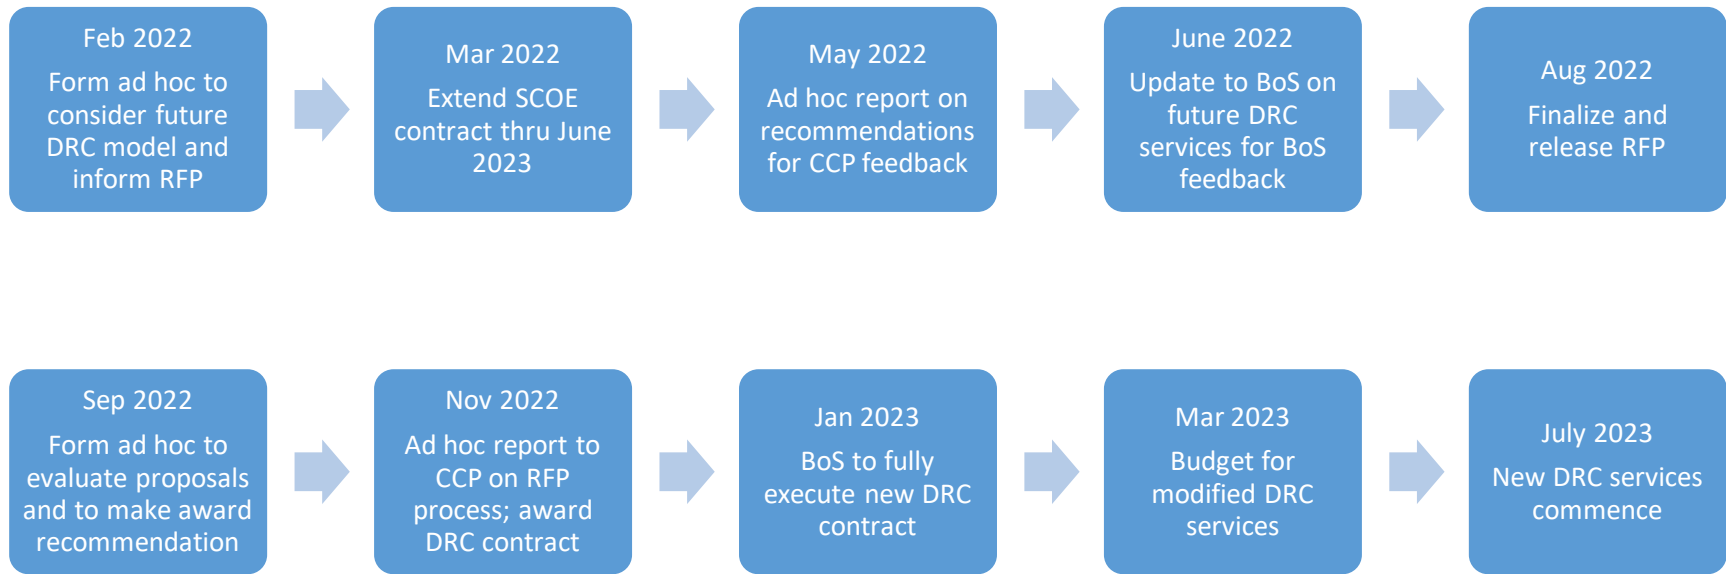 Feb 2022
Form ad hoc to
consider future
DRC model and
inform RFP
Mar 2022
Extend SCOE
contract thru June
2023
May 2022
Ad hoc report on
recommendations
for CCP feedback
June 2022
Update to BoS on
future DRC
services for BoS
feedback
Aug 2022
Finalize and
release RFP
Sep 2022
Form ad hoc to
evaluate proposals
and to make award
recommendation
Nov 2022
Ad hoc report to
CCP on RFP
process; award
DRC contract
Jan 2023
BoS to fully
execute new DRC
contract
Mar 2023
Budget for
modified DRC
services
July 2023
New DRC services
commence